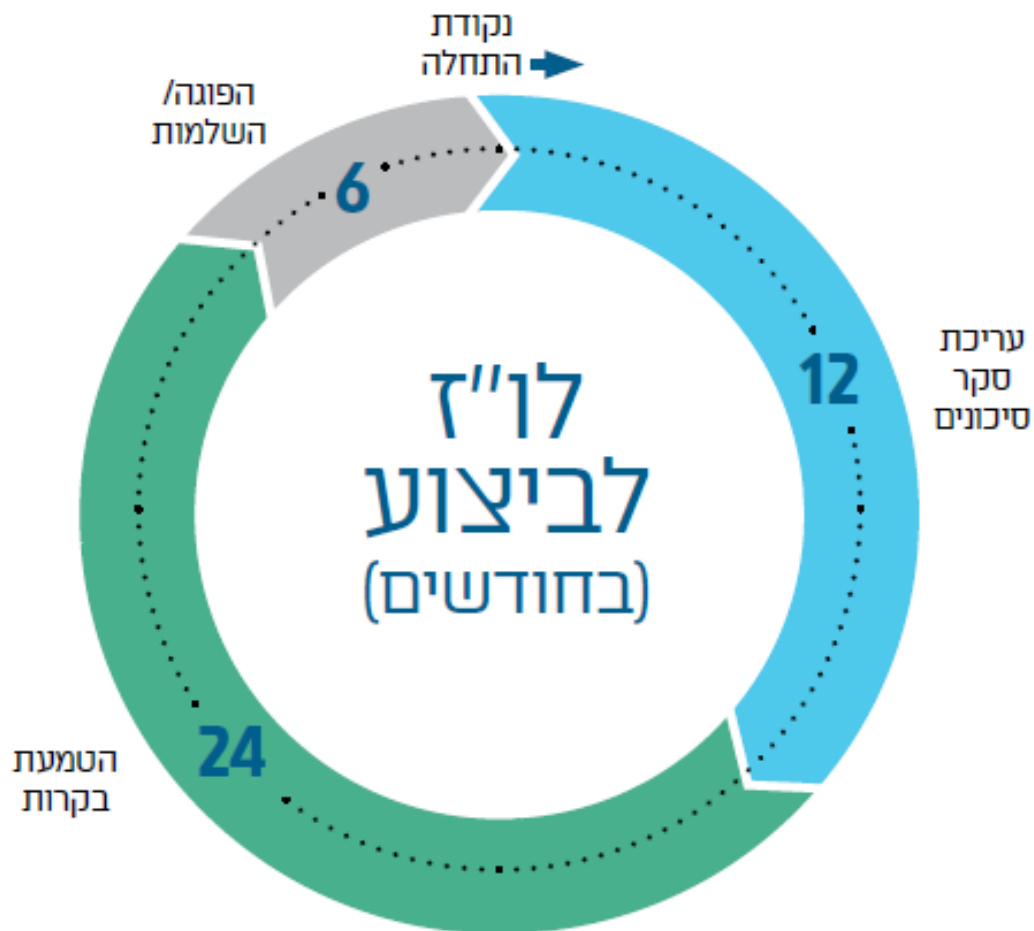 נקודת
התחלה
הפוגה/
השלמות
6
12
עריכת
סקר
סיכונים
לו"ז
לביצוע
(בחודשים)
24
הטמעת
בקרות